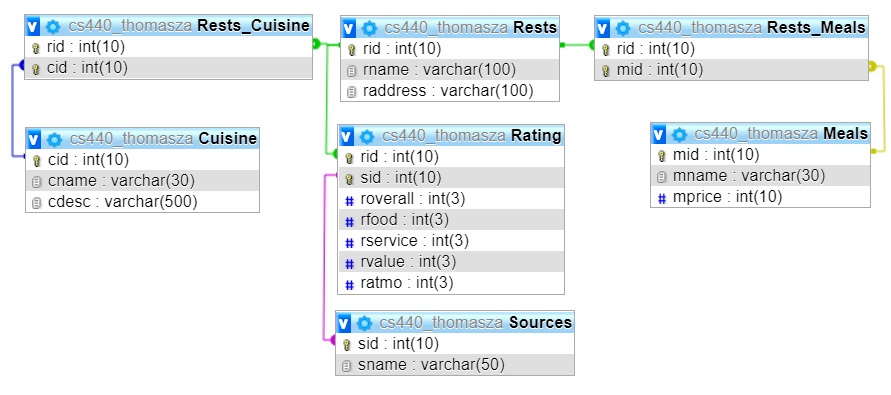 cs440_thomasza Rests_Cuisine
rid : int(10)
cid : int(10)
cs440_thomasza Cuisine
cid : int(10)
cname : varchar(30)
cdesc : varchar(500)
cs440_thomasza Rests
rid : int(10)
rname : varchar(100)
raddress : varchar(100)
cs440_thomasza Rating
rid : int(10)
sid : int(10)
# roverall : int(3)
# rfood : int(3)
# rservice : int(3)
# rvalue : int(3)
# ratmo : int(3)
cs440_thomasza Sources
sid : int(10)
sname : varchar(50)
cs440_thomasza Rests_Meals
rid : int(10)
mid : int(10)
cs440_thomasza Meals
mid : int(10)
mname : varchar(30)
# mprice : int(10)